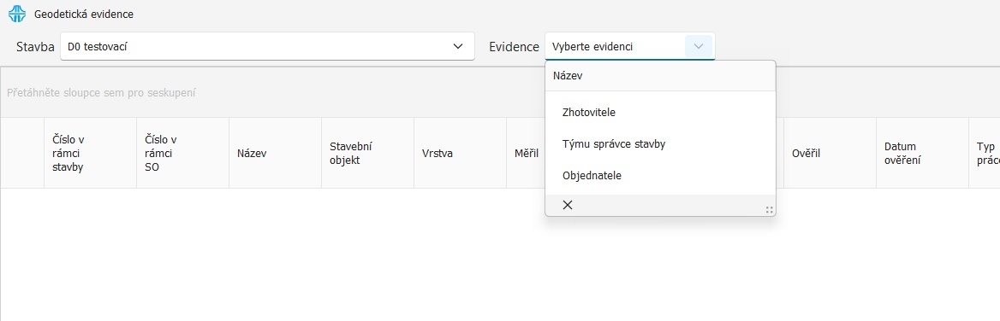 Geodetická evidence
Stavba
D0 testovací
Evidence
Vyberte evidenci
Název
Zhotovitele
Týmu správce stavby
Objednatele
Přetáhněte sloupce sem pro seskupení
Číslo v
rámci
stavby
Číslo v
rámci
SO
Název
Stavební
objekt
Vrstva
Měřil
Ověřil
Datum
ověření
Typ
práce